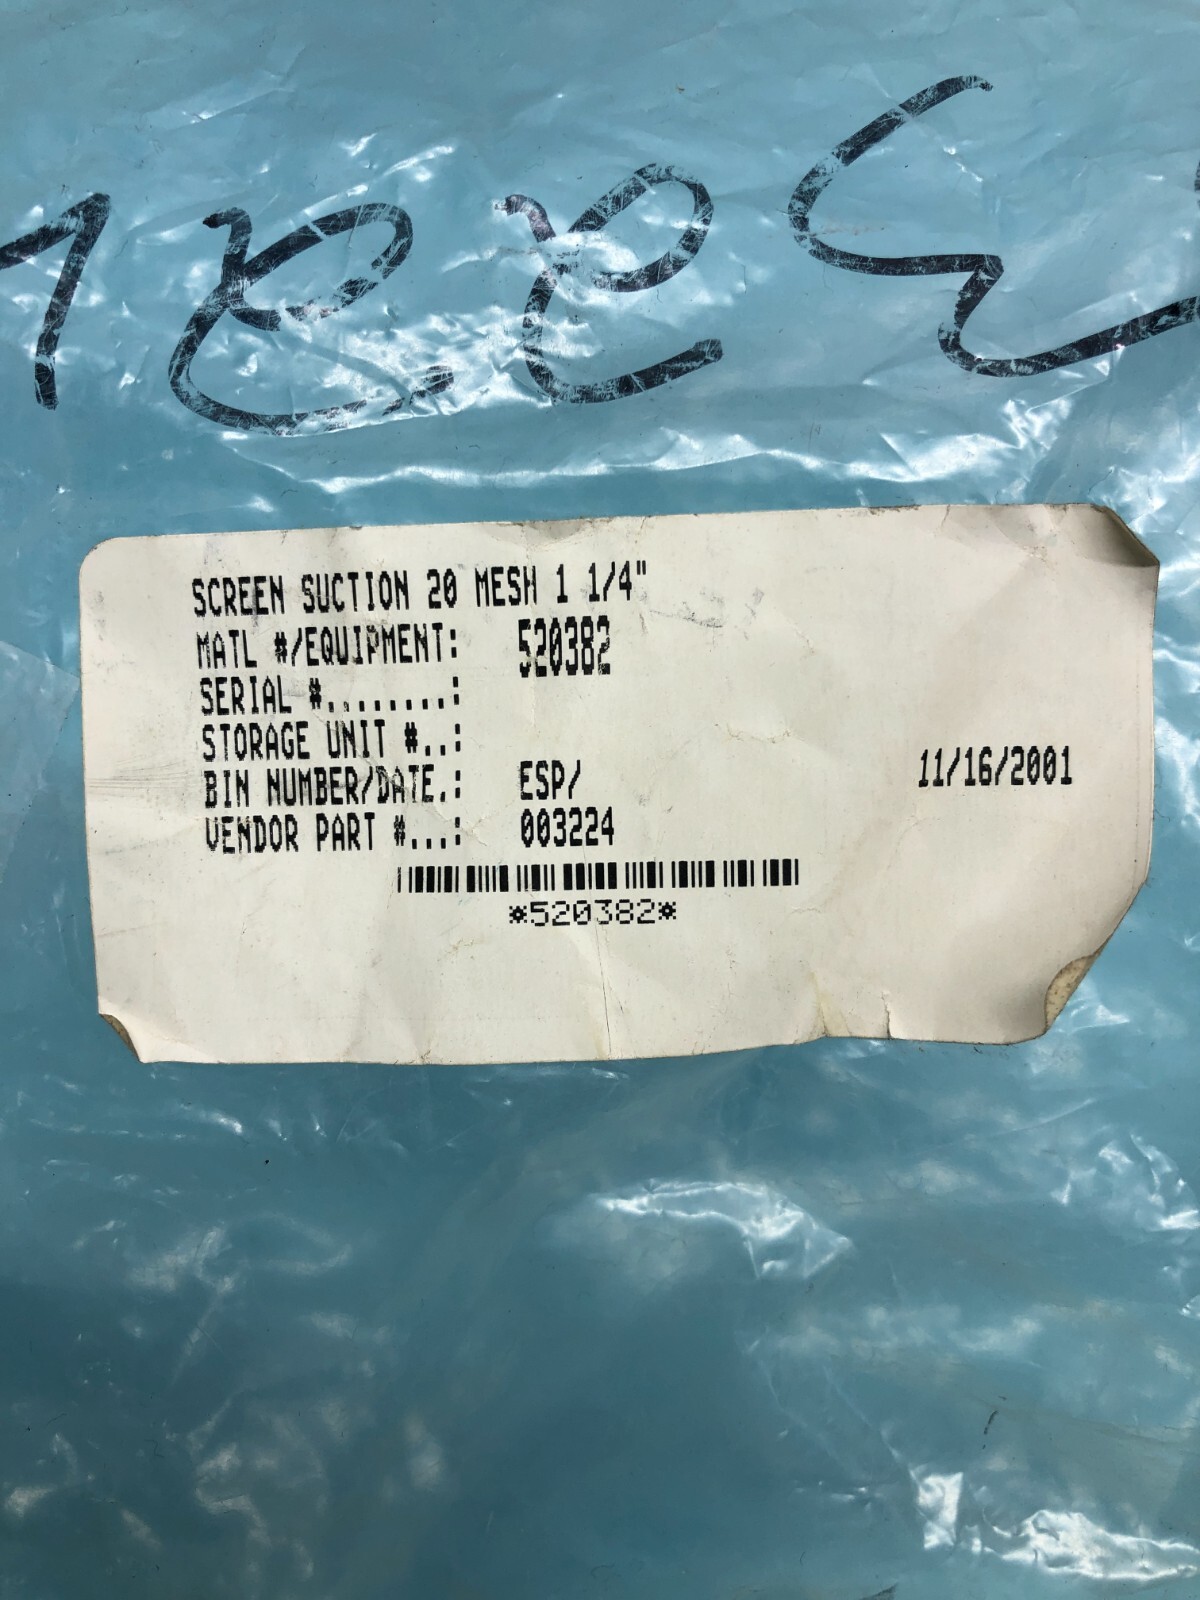 SCREEN SUCTION 20 MESH 1 1/4"
MATL #/EQUIPMENT: 520382
SERIAL #........:
STORAGE UNIT #..:
BIN NUMBER/DATE.: ESP/ 11/16/2001
VENDOR PART #...: 003224
*520382*